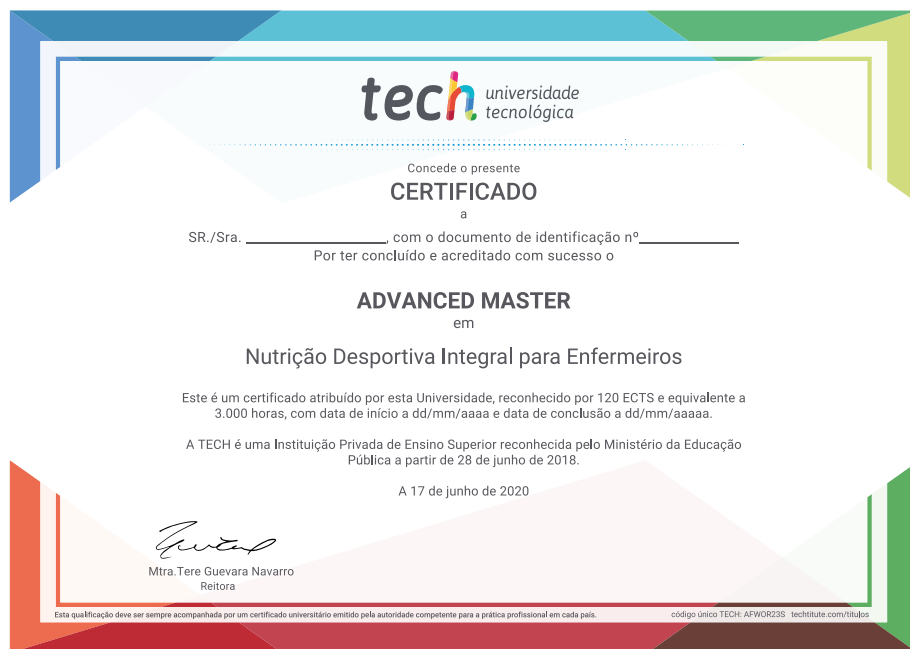 tech universidade
tecnológica
Concede o presente
CERTIFICADO
a
SR./Sra. ____________, com o documento de identificação nº____________
Por ter concluído e acreditado com sucesso o
ADVANCED MASTER
em
Nutrição Desportiva Integral para Enfermeiros
Este é um certificado atribuído por esta Universidade, reconhecido por 120 ECTS e equivalente a
3.000 horas, com data de início a dd/mm/aaaa e data de conclusão a dd/mm/aaaaa.
A TECH é uma Instituição Privada de Ensino Superior reconhecida pelo Ministério da Educação
Pública a partir de 28 de junho de 2018.
A 17 de junho de 2020
Mtra.Tere Guevara Navarro
Reitora
Esta qualificação deve ser sempre acompanhada por um certificado universitário emitido pela autoridade competente para a prática profissional em cada país. código único TECH: AFWOR23S techtitute.com/titulos